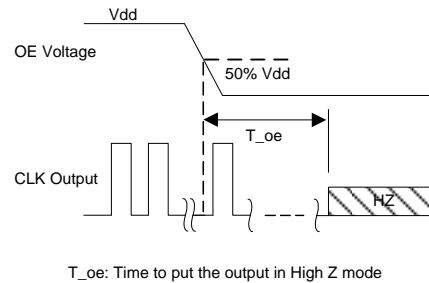 Vdd
OE Voltage
50% Vdd
T_oe
CLK Output
HZ
T_oe: Time to put the output in High Z mode